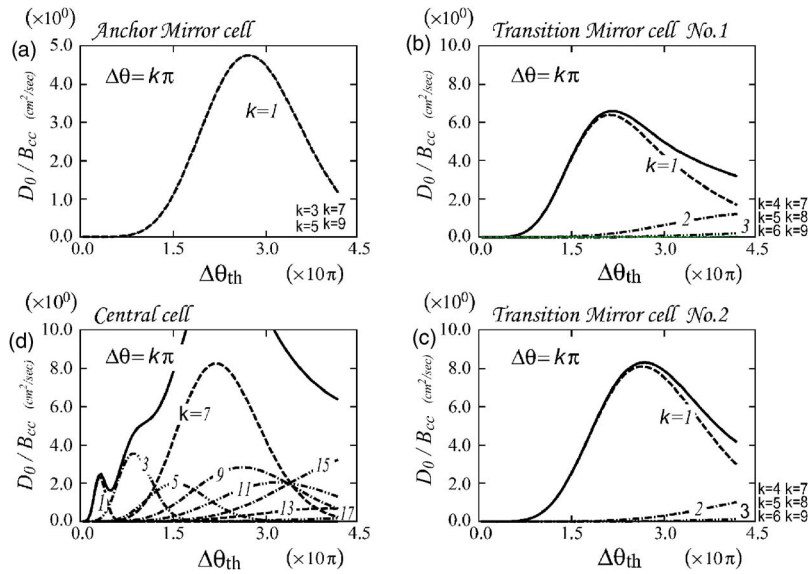 (a)
(×10⁰)
Anchor Mirror cell
5.0
4.0
3.0
2.0
1.0
0.0
D₀ / B_cc (cm²/sec)
Δθ = kπ
k=1
k=3 k=7
k=5 k=9
0.0 1.5 3.0 4.5
Δθ_th (×10π)
(b)
(×10⁰)
Transition Mirror cell No.1
10.0
8.0
6.0
4.0
2.0
0.0
D₀ / B_cc (cm²/sec)
Δθ = kπ
k=1
2
3
k=4 k=7
k=5 k=8
k=6 k=9
0.0 1.5 3.0 4.5
Δθ_th (×10π)
(d)
(×10⁰)
Central cell
10.0
8.0
6.0
4.0
2.0
0.0
D₀ / B_cc (cm²/sec)
Δθ = kπ
k=7
1
3
5
9
11
13
15
17
0.0 1.5 3.0 4.5
Δθ_th (×10π)
(c)
(×10⁰)
Transition Mirror cell No.2
10.0
8.0
6.0
4.0
2.0
0.0
D₀ / B_cc (cm²/sec)
Δθ = kπ
k=1
2
3
k=4 k=7
k=5 k=8
k=6 k=9
0.0 1.5 3.0 4.5
Δθ_th (×10π)